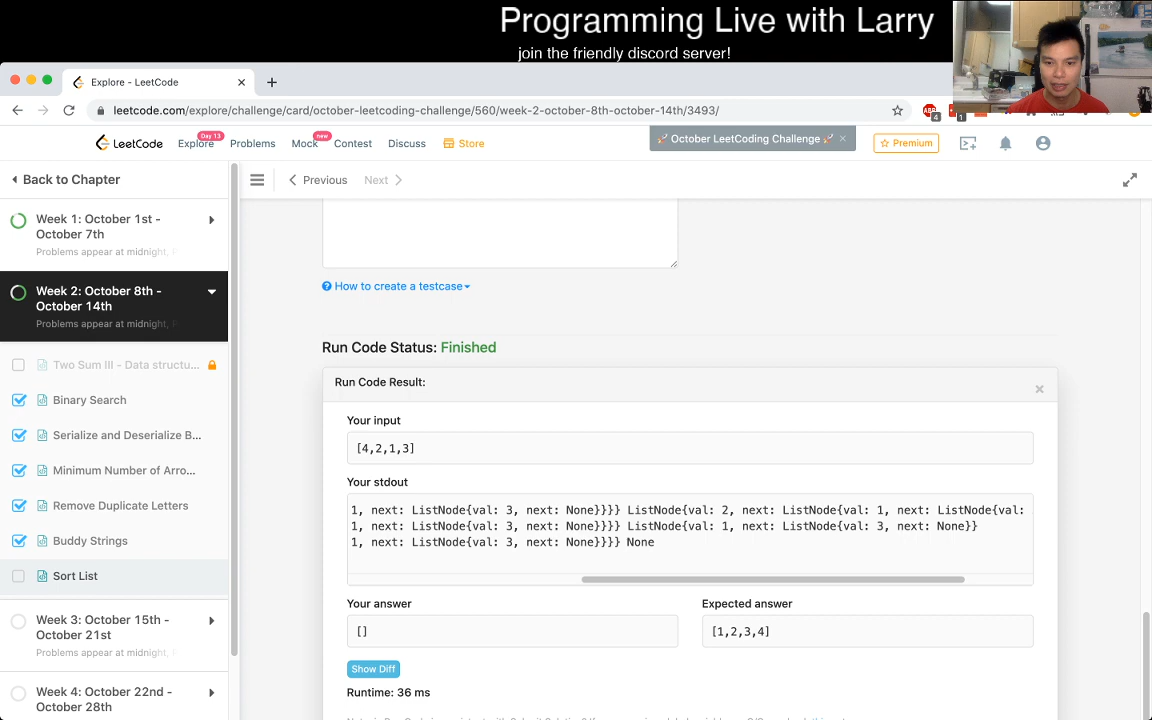 Programming Live with Larry
join the friendly discord server!
Explore - LeetCode
leetcode.com/explore/challenge/card/october-leetcoding-challenge/560/week-2-october-8th-october-14th/3493/
4
1
LeetCode
Explore
Day 13
Problems
Mock
new
Contest
Discuss
Store
October LeetCoding Challenge
Premium
Back to Chapter
Previous
Next
Week 1: October 1st -
October 7th
Problems appear at midnight,
Week 2: October 8th -
October 14th
Problems appear at midnight,
Two Sum III - Data structu...
Binary Search
Serialize and Deserialize B...
Minimum Number of Arro...
Remove Duplicate Letters
Buddy Strings
Sort List
Week 3: October 15th -
October 21st
Problems appear at midnight,
Week 4: October 22nd -
October 28th
How to create a testcase
Run Code Status: Finished
Run Code Result:
Your input
[4,2,1,3]
Your stdout
1, next: ListNode{val: 3, next: None}}}} ListNode{val: 2, next: ListNode{val: 1, next: ListNode{val:
1, next: ListNode{val: 3, next: None}}}} ListNode{val: 1, next: ListNode{val: 3, next: None}}
1, next: ListNode{val: 3, next: None}}}} None
Your answer
[]
Expected answer
[1,2,3,4]
Show Diff
Runtime: 36 ms